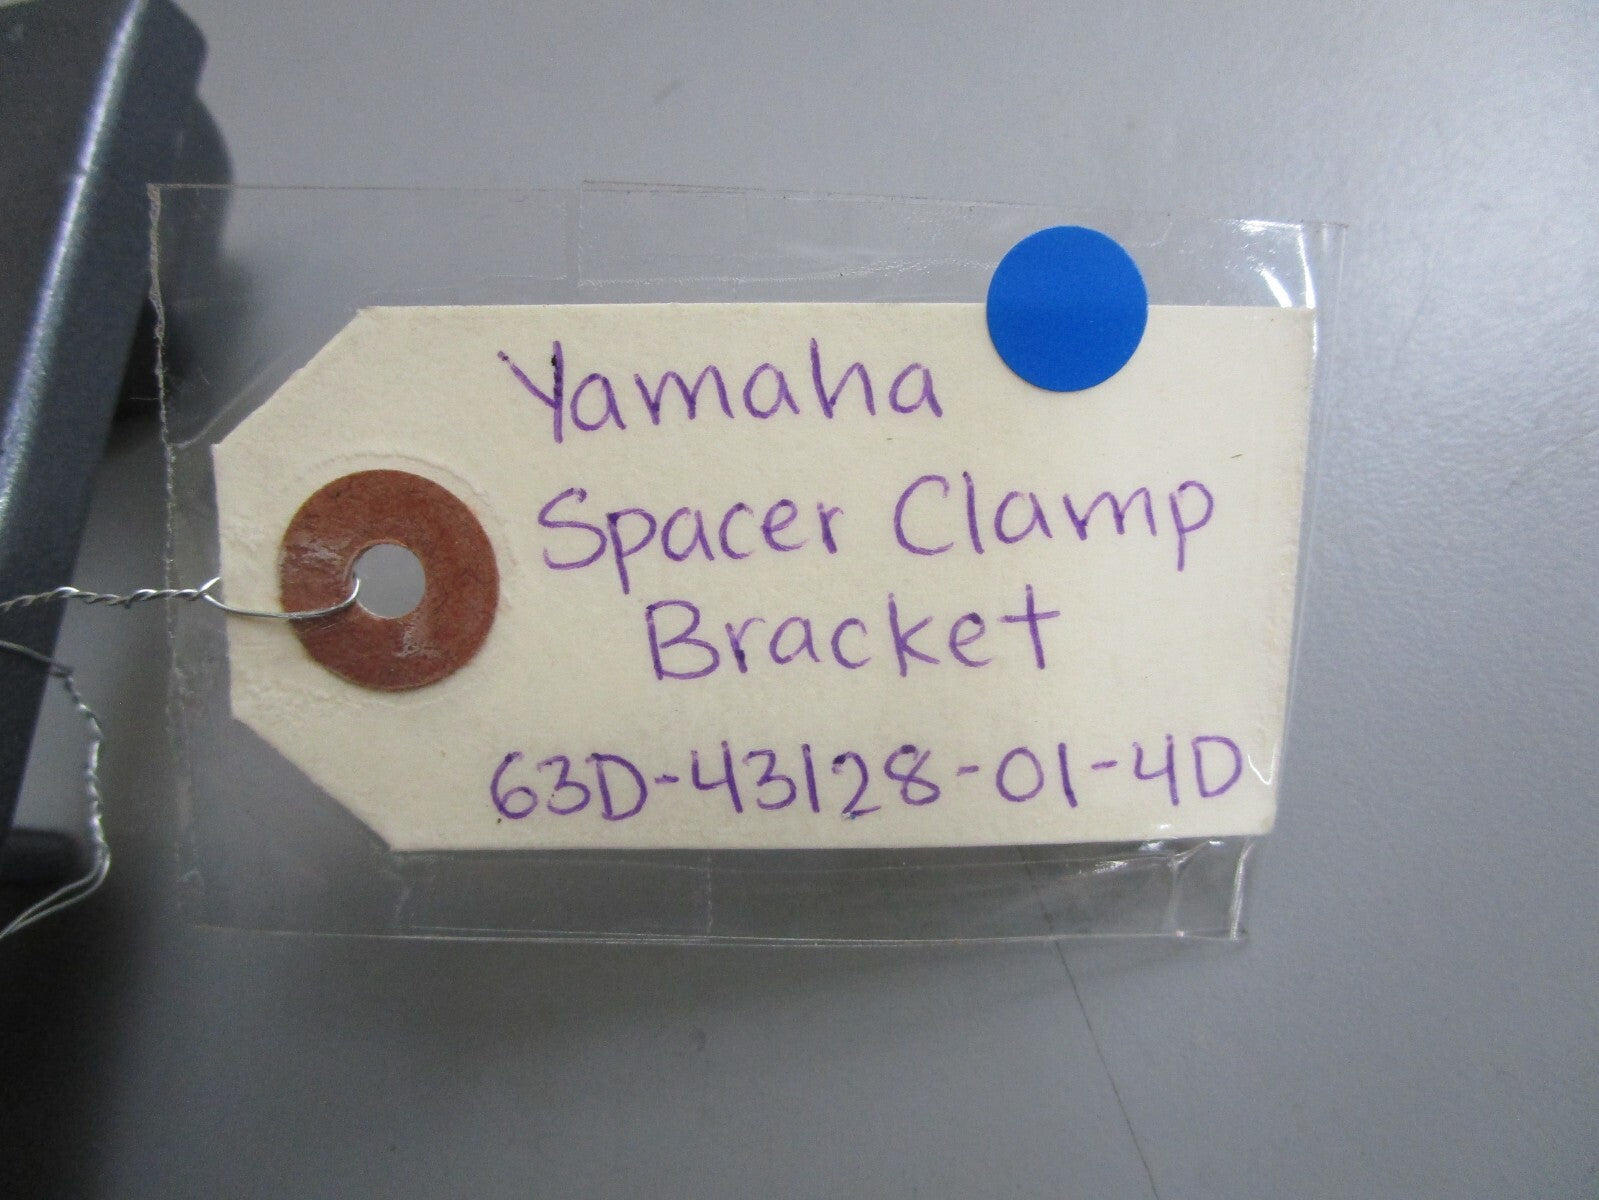 Yamaha
Spacer Clamp
Bracket
63D-43128-01-4D